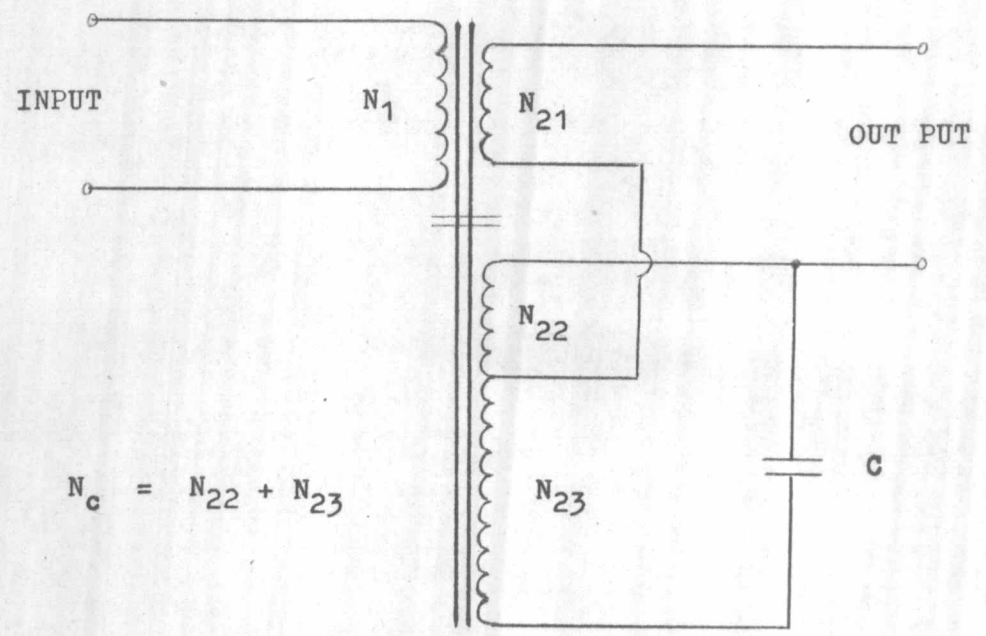 INPUT
N1
N21
OUT PUT
N22
Nc = N22 + N23
N23
C